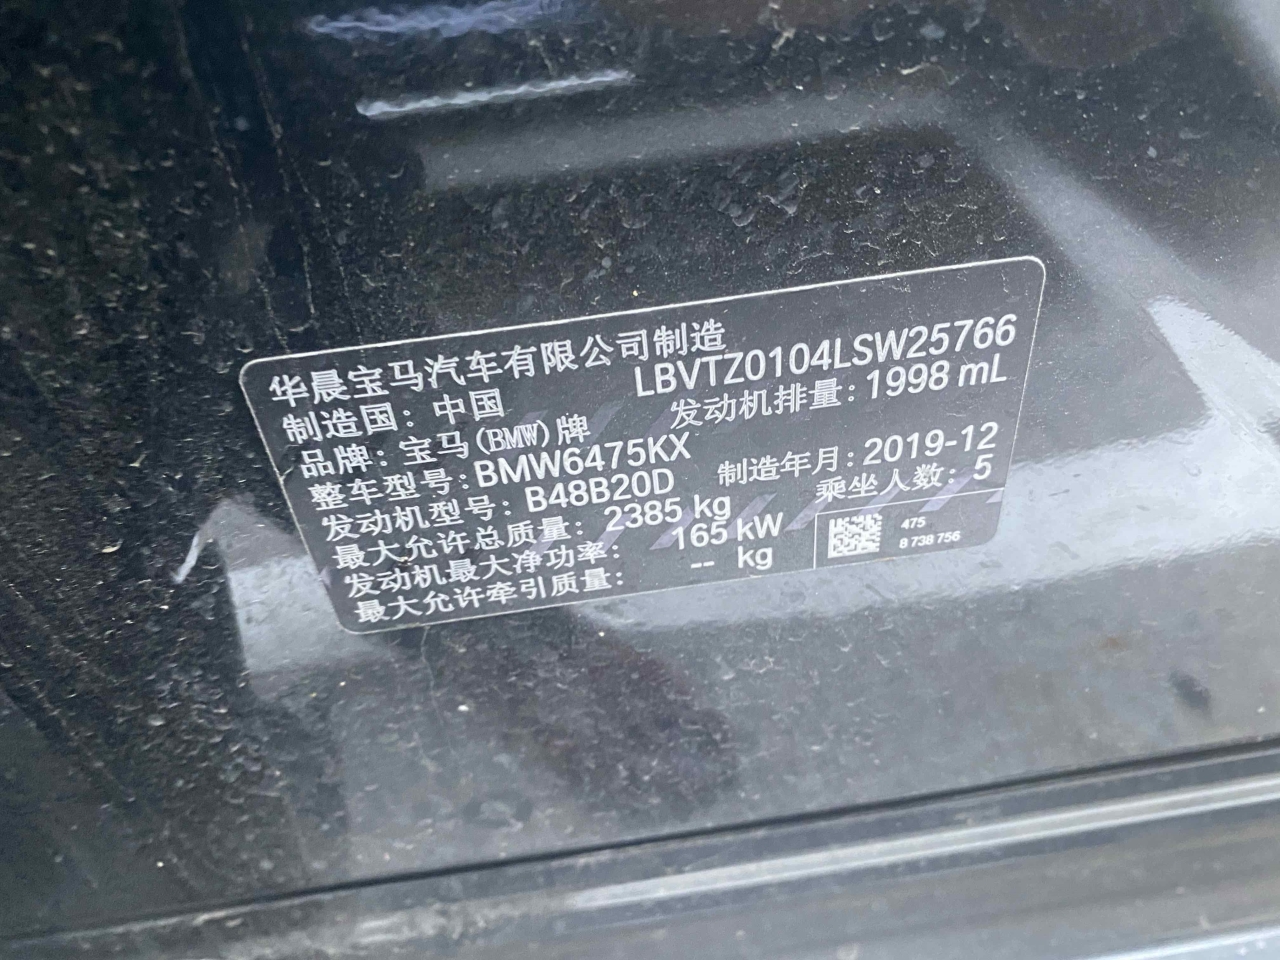 华晨宝马汽车有限公司制造
制造国：中国 LBVTZ0104LSW25766
品牌：宝马(BMW)牌 发动机排量：1998 mL
整车型号：BMW6475KX
发动机型号：B48B20D 制造年月：2019-12
最大允许总质量：2385 kg 乘坐人数：5
发动机最大净功率：165 kW
最大允许牵引质量：-- kg
475
8 738 756